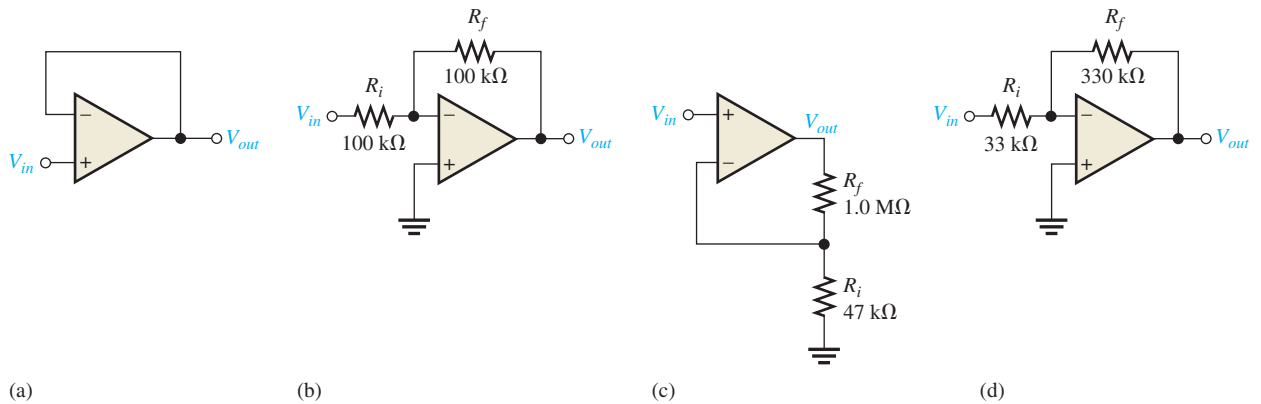 −
+
V_in
V_out
(a)
R_f
100 kΩ
R_i
V_in
100 kΩ
−
+
V_out
(b)
V_in
+
−
V_out
R_f
1.0 MΩ
R_i
47 kΩ
(c)
R_f
330 kΩ
R_i
V_in
33 kΩ
−
+
V_out
(d)